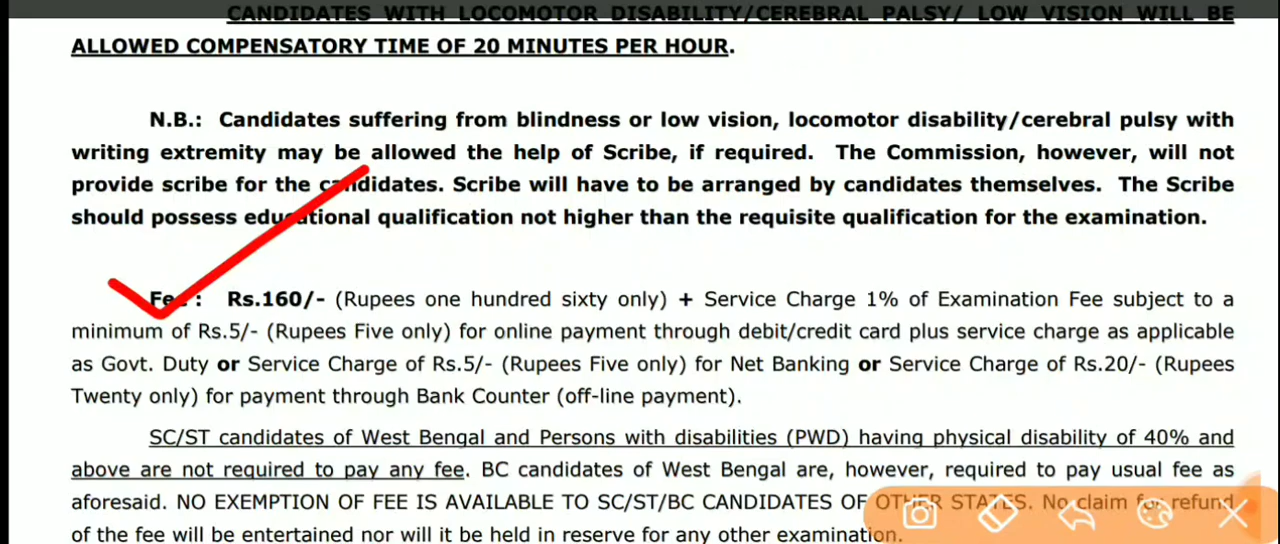 CANDIDATES WITH LOCOMOTOR DISABILITY/CEREBRAL PALSY/ LOW VISION WILL BE
ALLOWED COMPENSATORY TIME OF 20 MINUTES PER HOUR.
N.B.: Candidates suffering from blindness or low vision, locomotor disability/cerebral pulsy with
writing extremity may be allowed the help of Scribe, if required. The Commission, however, will not
provide scribe for the candidates. Scribe will have to be arranged by candidates themselves. The Scribe
should possess educational qualification not higher than the requisite qualification for the examination.
Fee : Rs.160/- (Rupees one hundred sixty only) + Service Charge 1% of Examination Fee subject to a
minimum of Rs.5/- (Rupees Five only) for online payment through debit/credit card plus service charge as applicable
as Govt. Duty or Service Charge of Rs.5/- (Rupees Five only) for Net Banking or Service Charge of Rs.20/- (Rupees
Twenty only) for payment through Bank Counter (off-line payment).
SC/ST candidates of West Bengal and Persons with disabilities (PWD) having physical disability of 40% and
above are not required to pay any fee. BC candidates of West Bengal are, however, required to pay usual fee as
aforesaid. NO EXEMPTION OF FEE IS AVAILABLE TO SC/ST/BC CANDIDATES OF OTHER STATES. No claim for refund
of the fee will be entertained nor will it be held in reserve for any other examination.